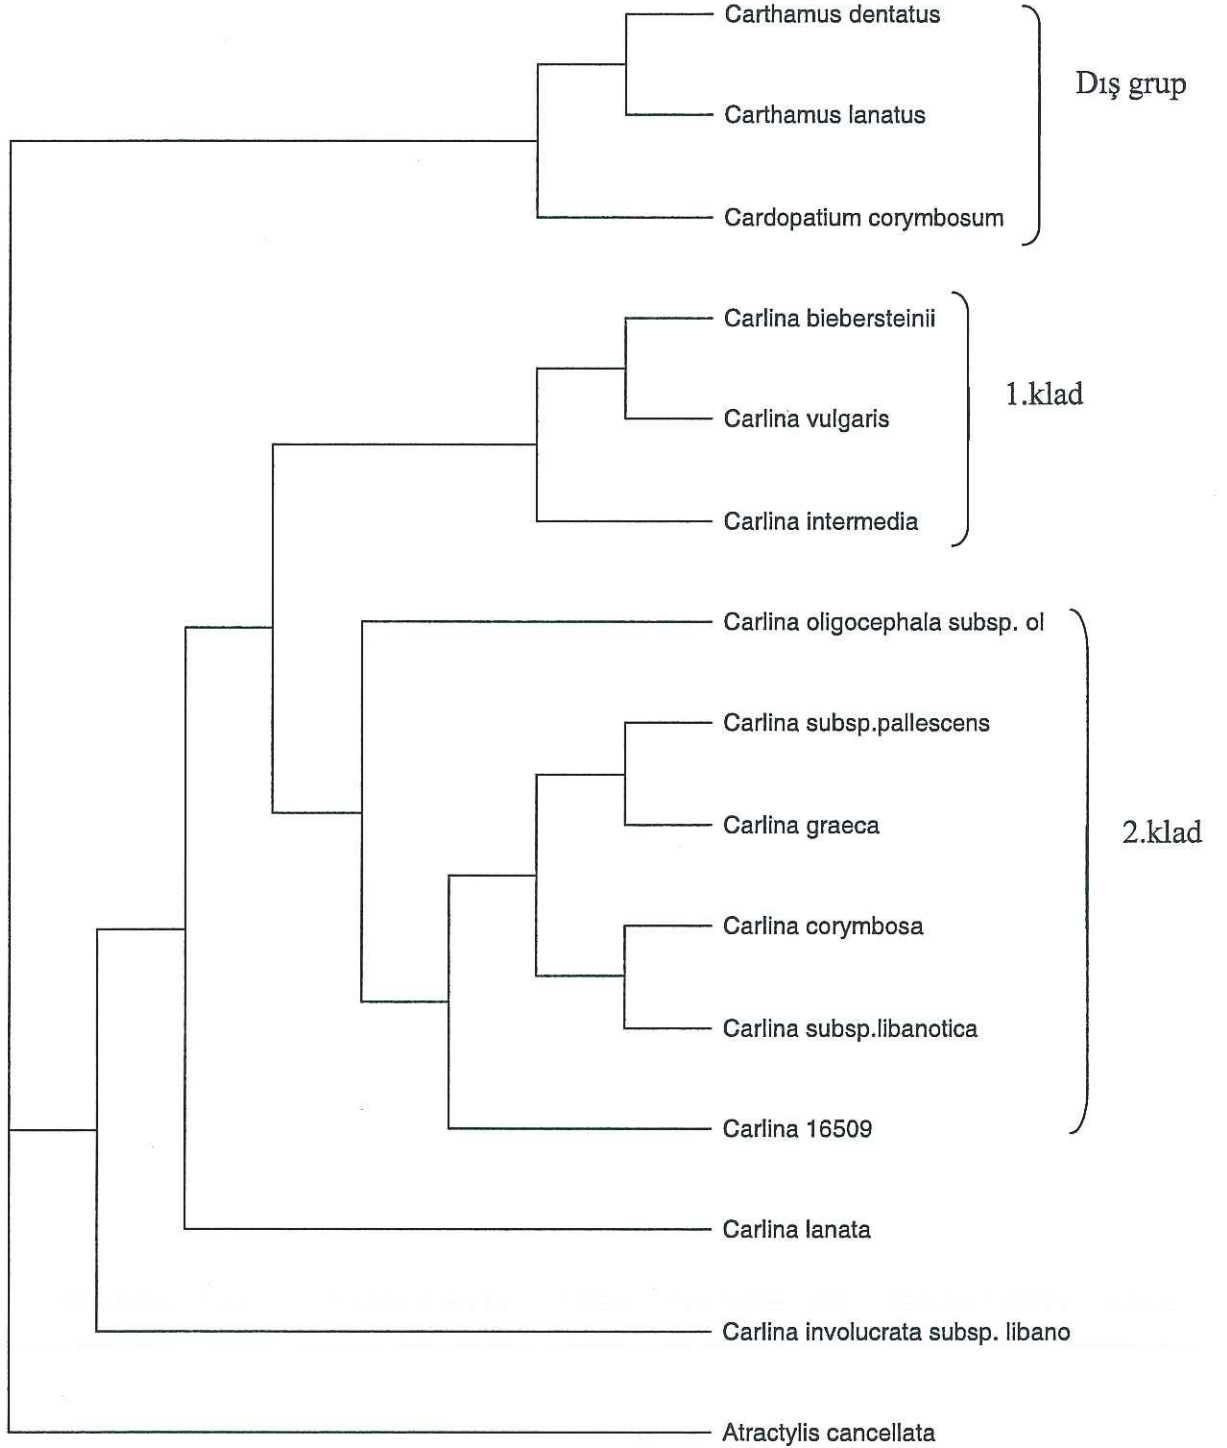 Carthamus dentatus
Dış grup
Carthamus lanatus
Cardopatium corymbosum
Carlina biebersteinii
1.klad
Carlina vulgaris
Carlina intermedia
Carlina oligocephala subsp. ol
Carlina subsp.pallescens
Carlina graeca
2.klad
Carlina corymbosa
Carlina subsp.libanotica
Carlina 16509
Carlina lanata
Carlina involucrata subsp. libano
Atractylis cancellata